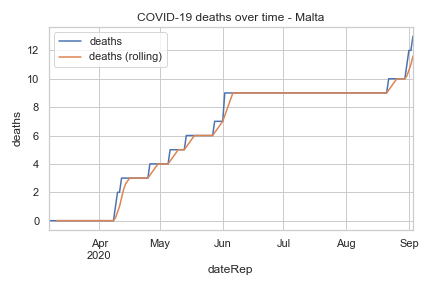 COVID-19 deaths over time - Malta
deaths
deaths (rolling)
12
10
8
6
4
2
0
deaths
Apr
2020
May
Jun
Jul
Aug
Sep
dateRep